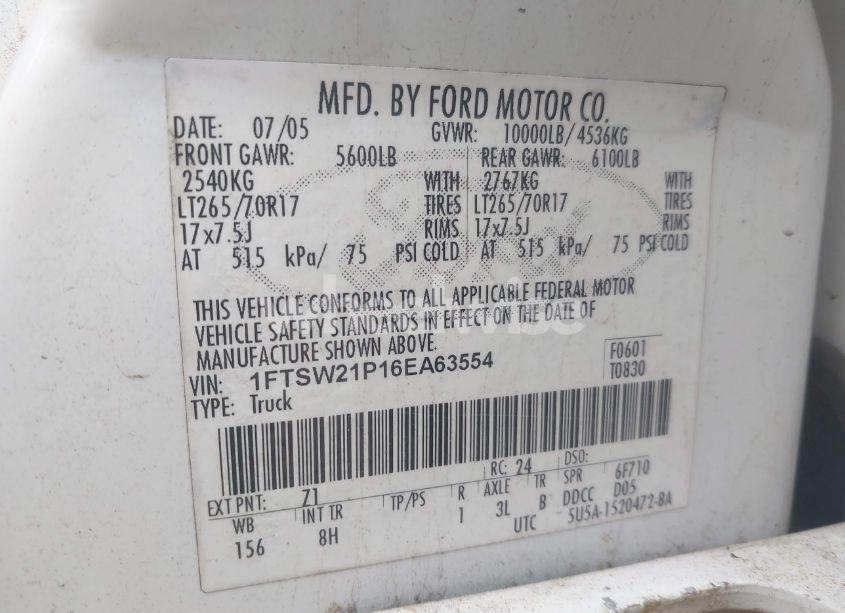 MFD. BY FORD MOTOR CO.
DATE: 07/05 GVWR: 10000LB/4536KG
FRONT GAWR: 5600LB REAR GAWR: 6100LB
2540KG WITH 2767KG WITH
LT265/70R17 TIRES LT265/70R17 TIRES
17x7.5J RIMS 17x7.5J RIMS
AT 515 kPa/ 75 PSI COLD AT 515 kPa/ 75 PSI COLD
THIS VEHICLE CONFORMS TO ALL APPLICABLE FEDERAL MOTOR
VEHICLE SAFETY STANDARDS IN EFFECT ON THE DATE OF
MANUFACTURE SHOWN ABOVE.
VIN: 1FTSW21P16EA63554 F0601
TYPE: Truck T0830
EXT PNT: Z1 RC: 24 DSO:
WB INT TR TP/PS R AXLE TR SPR 6F710
156 8H 1 3L B DDCC D05
UTC 5U5A-1520472-BA